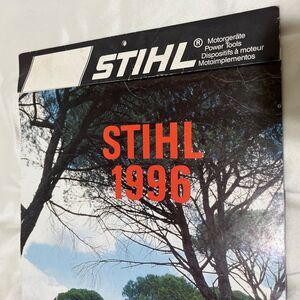 STIHL®
Motorgeräte
Power Tools
Dispositifs à moteur
Motoimplementos
STIHL
1996